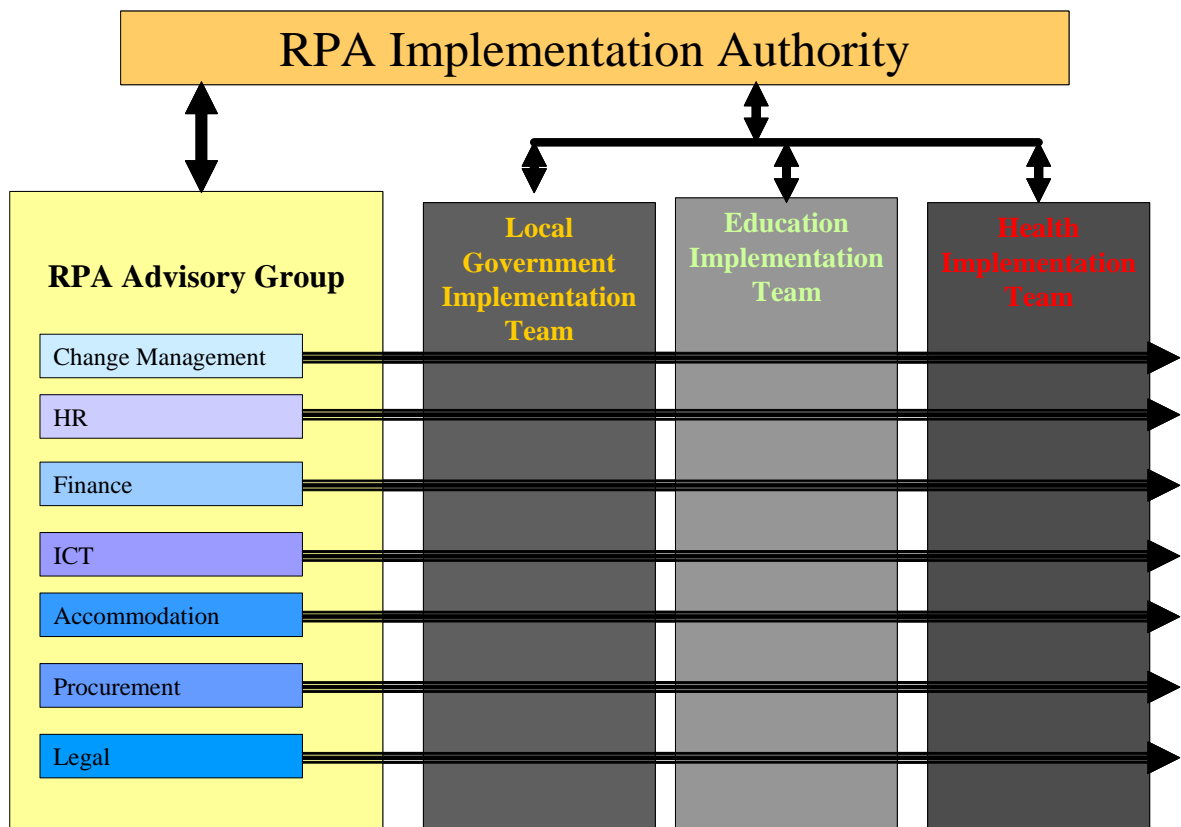 RPA Implementation Authority
RPA Advisory Group
Change Management
HR
Finance
ICT
Accommodation
Procurement
Legal
Local
Government
Implementation
Team
Education
Implementation
Team
Health
Implementation
Team